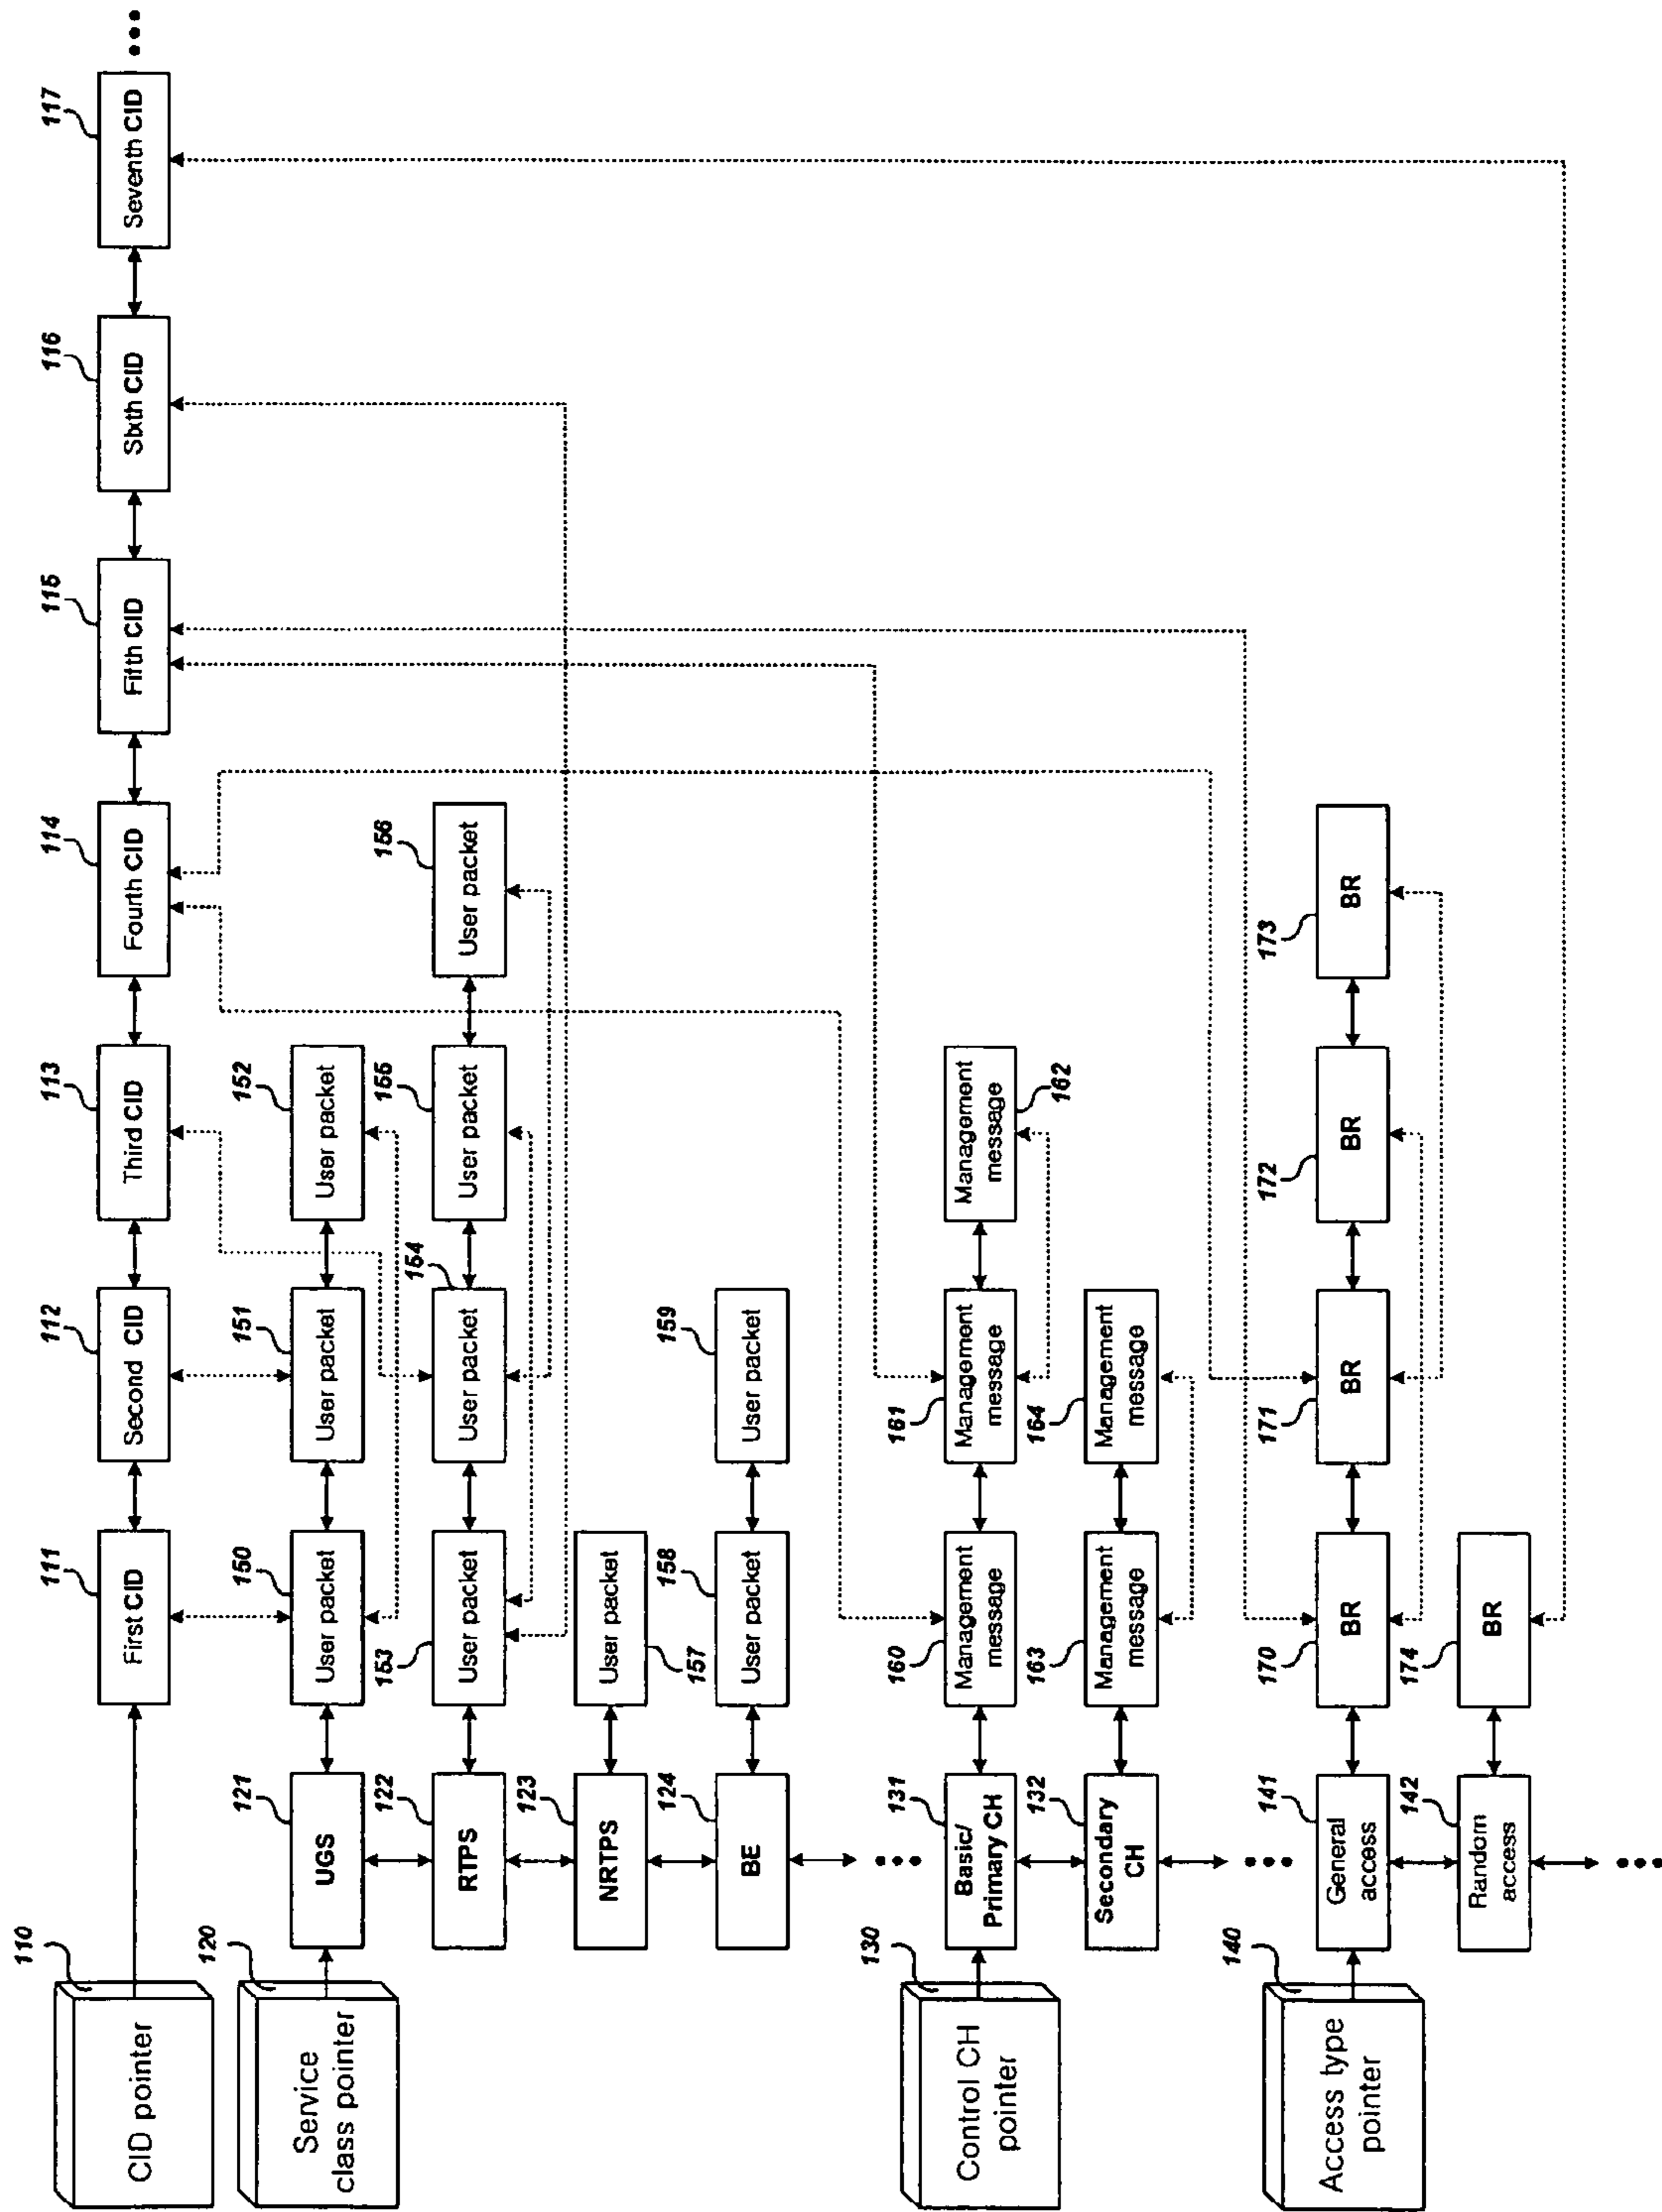 110
CID pointer
111
First CID
112
Second CID
113
Third CID
114
Fourth CID
115
Fifth CID
116
Sixth CID
117
Seventh CID
•••
120
Service
class pointer
121
UGS
150
User packet
151
User packet
152
User packet
122
RTPS
153
User packet
154
User packet
155
User packet
156
User packet
123
NRTPS
User packet
157
124
BE
158
User packet
159
User packet
•••
130
Control CH
pointer
131
Basic/
Primary CH
160
Management
message
161
Management
message
Management
message
162
132
Secondary
CH
163
Management
message
164
Management
message
•••
140
Access type
pointer
141
General
access
170
BR
171
BR
172
BR
173
BR
142
Random
access
174
BR
•••